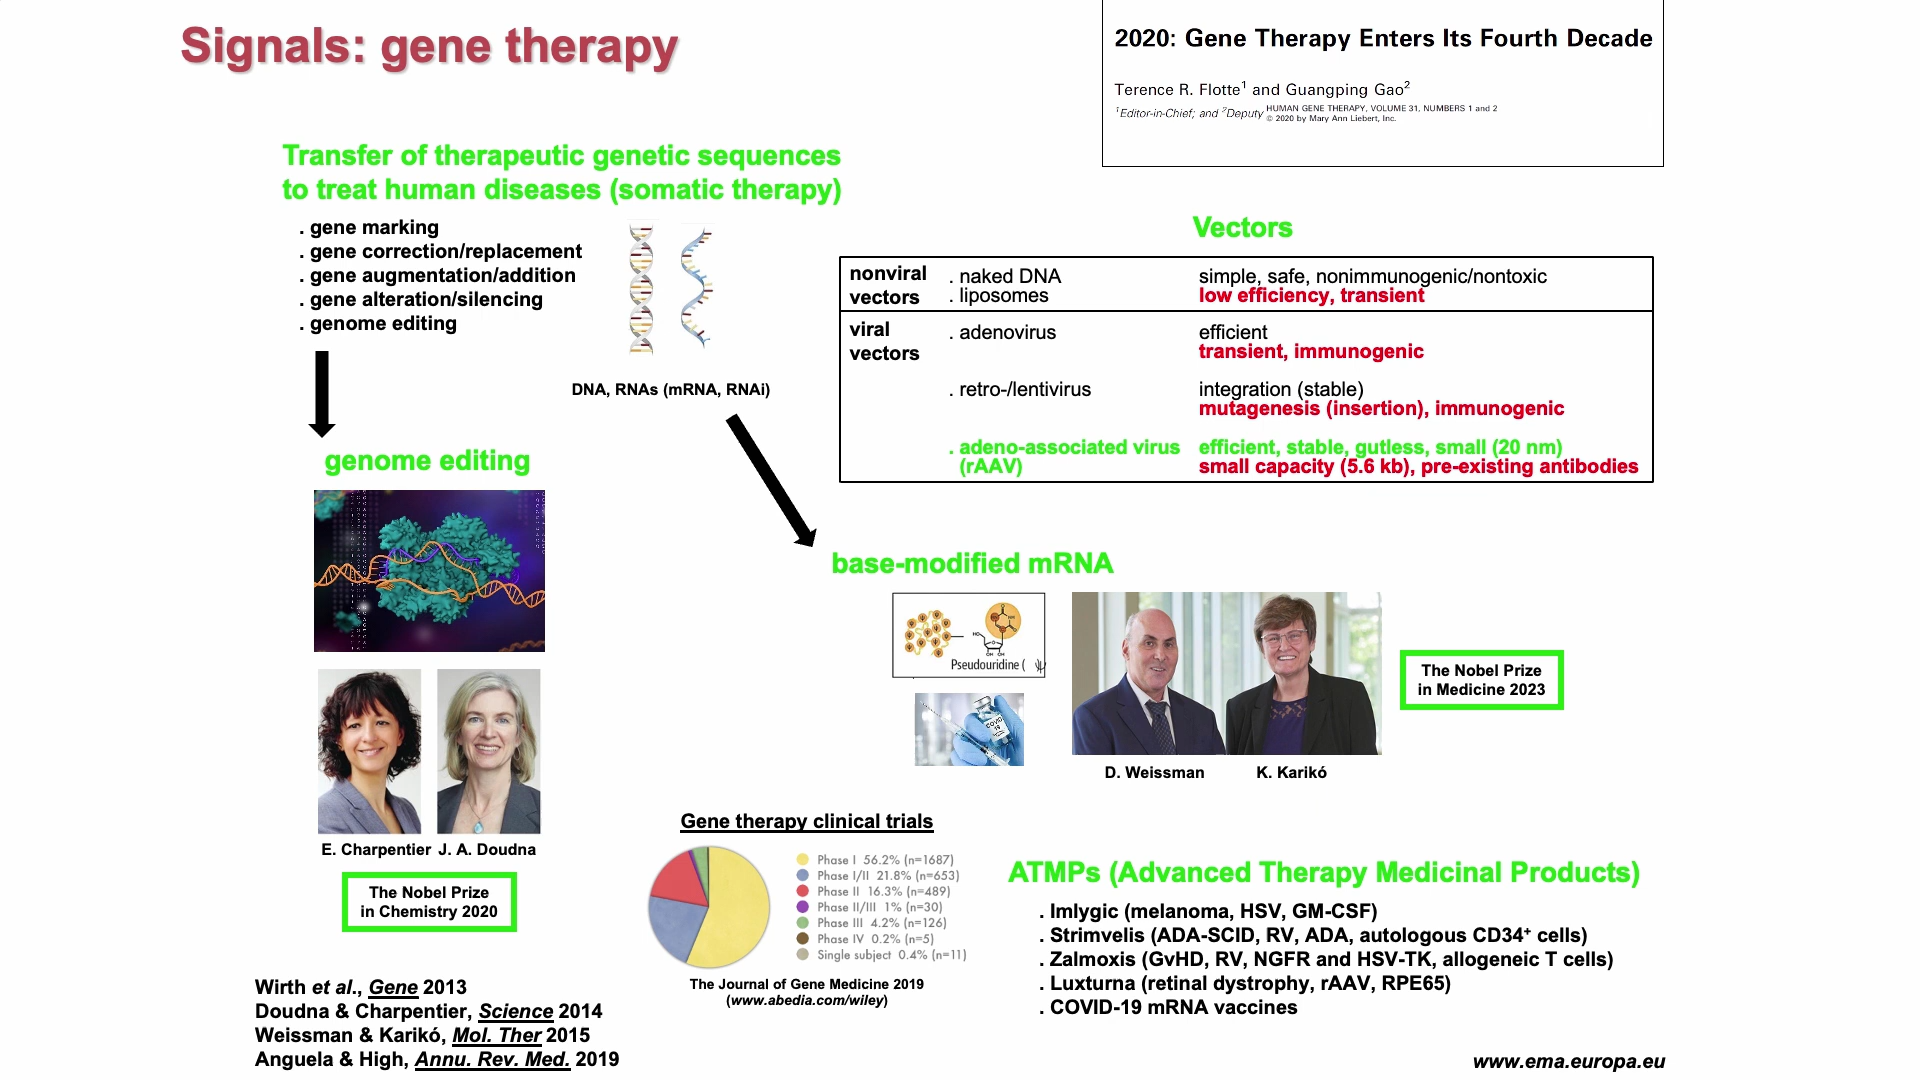 Signals: gene therapy
2020: Gene Therapy Enters Its Fourth Decade
Terence R. Flotte1 and Guangping Gao2
1Editor-in-Chief; and 2Deputy HUMAN GENE THERAPY, VOLUME 31, NUMBERS 1 and 2
© 2020 by Mary Ann Liebert, Inc.
Transfer of therapeutic genetic sequences
to treat human diseases (somatic therapy)
. gene marking
. gene correction/replacement
. gene augmentation/addition
. gene alteration/silencing
. genome editing
DNA, RNAs (mRNA, RNAi)
Vectors
nonviral vectors
. naked DNA simple, safe, nonimmunogenic/nontoxic
. liposomes low efficiency, transient
viral vectors
. adenovirus efficient
transient, immunogenic
. retro-/lentivirus integration (stable)
mutagenesis (insertion), immunogenic
. adeno-associated virus efficient, stable, gutless, small (20 nm)
(rAAV) small capacity (5.6 kb), pre-existing antibodies
genome editing
E. Charpentier J. A. Doudna
The Nobel Prize
in Chemistry 2020
base-modified mRNA
Pseudouridine ( ψ
COVID
19
D. Weissman K. Karikó
The Nobel Prize
in Medicine 2023
Gene therapy clinical trials
Phase I 56.2% (n=1687)
Phase I/II 21.8% (n=653)
Phase II 16.3% (n=489)
Phase II/III 1% (n=30)
Phase III 4.2% (n=126)
Phase IV 0.2% (n=5)
Single subject 0.4% (n=11)
The Journal of Gene Medicine 2019
(www.abedia.com/wiley)
ATMPs (Advanced Therapy Medicinal Products)
. Imlygic (melanoma, HSV, GM-CSF)
. Strimvelis (ADA-SCID, RV, ADA, autologous CD34+ cells)
. Zalmoxis (GvHD, RV, NGFR and HSV-TK, allogeneic T cells)
. Luxturna (retinal dystrophy, rAAV, RPE65)
. COVID-19 mRNA vaccines
Wirth et al., Gene 2013
Doudna & Charpentier, Science 2014
Weissman & Karikó, Mol. Ther 2015
Anguela & High, Annu. Rev. Med. 2019
www.ema.europa.eu